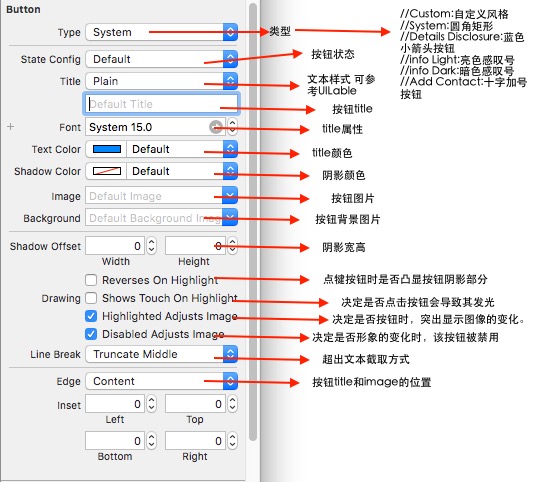 Button
Type System
类型
//Custom:自定义风格
//System:圆角矩形
//Details Disclosure:蓝色
小箭头按钮
//info Light:亮色感叹号
//info Dark:暗色感叹号
//Add Contact:十字加号
按钮
State Config Default
按钮状态
Title Plain
文本样式 可参
考UILable
Default Title
按钮title
+ Font System 15.0
title属性
Text Color Default
title颜色
Shadow Color Default
阴影颜色
Image Default Image
按钮图片
Background Default Background Imag
按钮背景图片
Shadow Offset 0 0
阴影宽高
Width Height
Reverses On Highlight
点键按钮时是否凸显按钮阴影部分
Drawing Shows Touch On Highlight
决定是否点击按钮会导致其发光
Highlighted Adjusts Image
决定是否按钮时，突出显示图像的变化。
Disabled Adjusts Image
决定是否形象的变化时，该按钮被禁用
Line Break Truncate Middle
超出文本截取方式
Edge Content
按钮title和image的位置
Inset 0 0
Left Top
0 0
Bottom Right